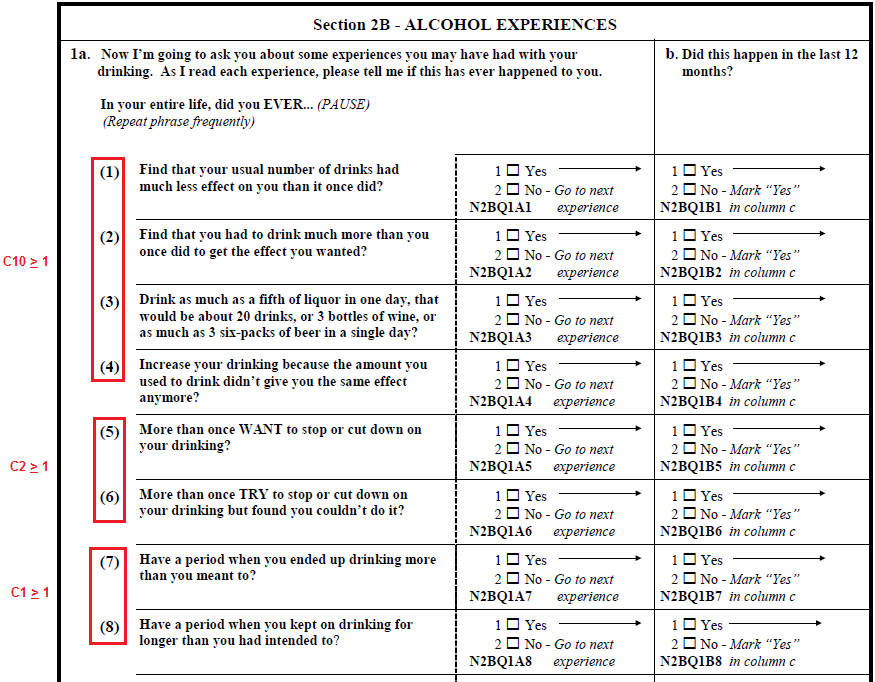 Section 2B - ALCOHOL EXPERIENCES
1a. Now I'm going to ask you about some experiences you may have had with your
drinking. As I read each experience, please tell me if this has ever happened to you.
In your entire life, did you EVER... (PAUSE)
(Repeat phrase frequently)
b. Did this happen in the last 12
months?
(1) Find that your usual number of drinks had
much less effect on you than it once did?
1 ☐ Yes
2 ☐ No - Go to next
N2BQ1A1 experience
1 ☐ Yes
2 ☐ No - Mark “Yes”
N2BQ1B1 in column c
C10 ≥ 1
(2) Find that you had to drink much more than you
once did to get the effect you wanted?
1 ☐ Yes
2 ☐ No - Go to next
N2BQ1A2 experience
1 ☐ Yes
2 ☐ No - Mark “Yes”
N2BQ1B2 in column c
(3) Drink as much as a fifth of liquor in one day, that
would be about 20 drinks, or 3 bottles of wine, or
as much as 3 six-packs of beer in a single day?
1 ☐ Yes
2 ☐ No - Go to next
N2BQ1A3 experience
1 ☐ Yes
2 ☐ No - Mark “Yes”
N2BQ1B3 in column c
(4) Increase your drinking because the amount you
used to drink didn't give you the same effect
anymore?
1 ☐ Yes
2 ☐ No - Go to next
N2BQ1A4 experience
1 ☐ Yes
2 ☐ No - Mark “Yes”
N2BQ1B4 in column c
C2 ≥ 1
(5) More than once WANT to stop or cut down on
your drinking?
1 ☐ Yes
2 ☐ No - Go to next
N2BQ1A5 experience
1 ☐ Yes
2 ☐ No - Mark “Yes”
N2BQ1B5 in column c
(6) More than once TRY to stop or cut down on
your drinking but found you couldn't do it?
1 ☐ Yes
2 ☐ No - Go to next
N2BQ1A6 experience
1 ☐ Yes
2 ☐ No - Mark “Yes”
N2BQ1B6 in column c
C1 ≥ 1
(7) Have a period when you ended up drinking more
than you meant to?
1 ☐ Yes
2 ☐ No - Go to next
N2BQ1A7 experience
1 ☐ Yes
2 ☐ No - Mark “Yes”
N2BQ1B7 in column c
(8) Have a period when you kept on drinking for
longer than you had intended to?
1 ☐ Yes
2 ☐ No - Go to next
N2BQ1A8 experience
1 ☐ Yes
2 ☐ No - Mark “Yes”
N2BQ1B8 in column c